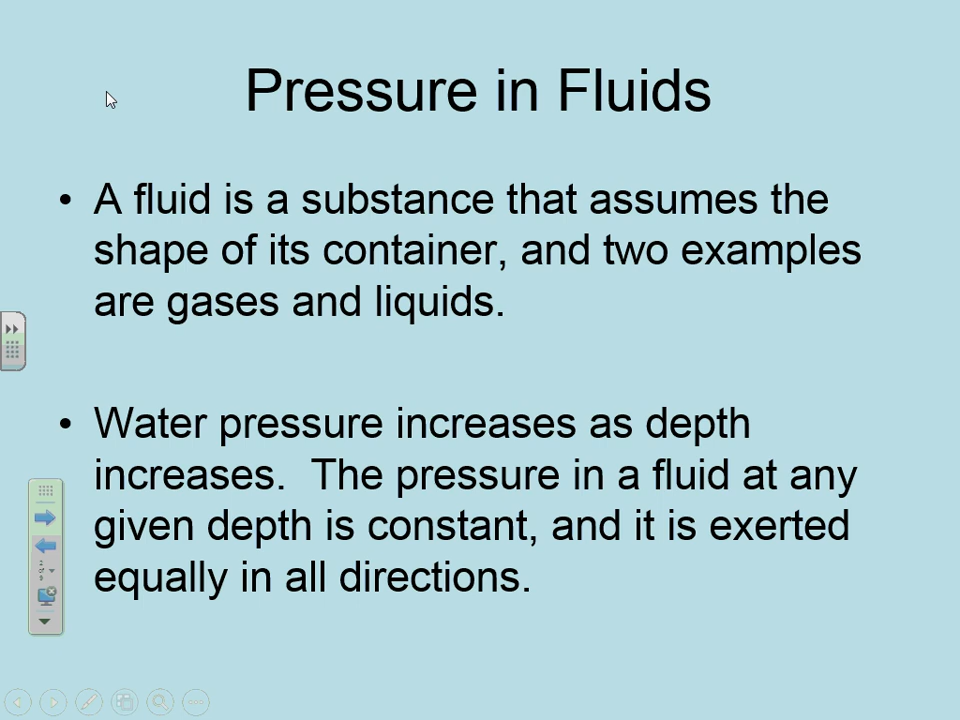 Pressure in Fluids
• A fluid is a substance that assumes the
shape of its container, and two examples
are gases and liquids.
• Water pressure increases as depth
increases.  The pressure in a fluid at any
given depth is constant, and it is exerted
equally in all directions.